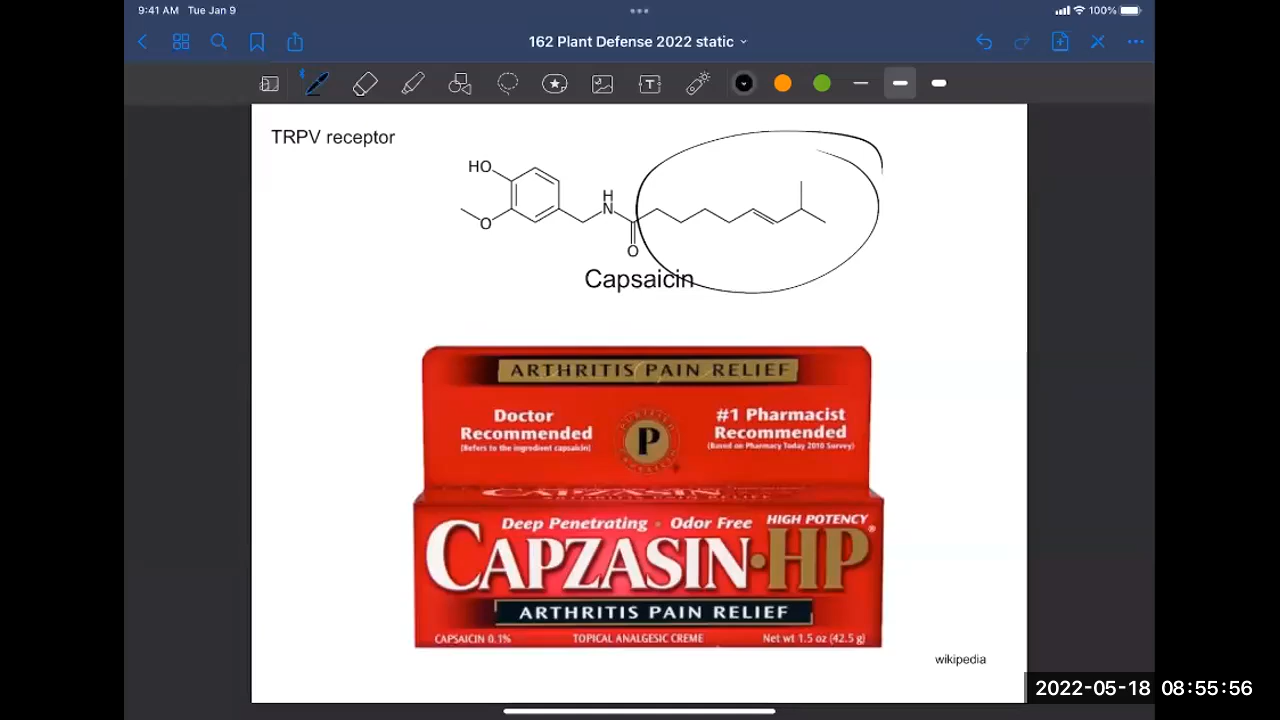 9:41 AM Tue Jan 9
100%
162 Plant Defense 2022 static
T
TRPV receptor
HO
H
N
O
O
Capsaicin
ARTHRITIS PAIN RELIEF
Doctor
Recommended
(Refers to the ingredient capsaicin)
P
#1 Pharmacist
Recommended
(Based on Pharmacy Today 2010 Survey)
CAPZASIN
Deep Penetrating • Odor Free HIGH POTENCY
CAPZASIN·HP®
ARTHRITIS PAIN RELIEF
CAPSAICIN 0.1% TOPICAL ANALGESIC CREME Net wt 1.5 oz (42.5 g)
wikipedia
2022-05-18 08:55:56